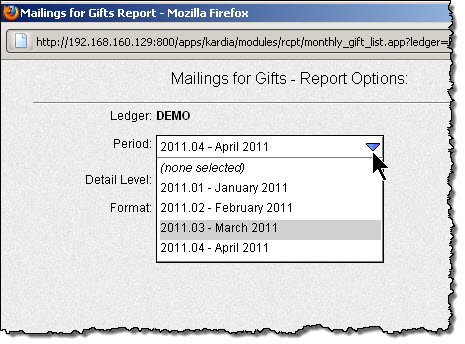 Mailings for Gifts Report - Mozilla Firefox
http://192.168.160.129:800/apps/kardia/modules/rcpt/monthly_gift_list.app?ledger=
Mailings for Gifts - Report Options:
Ledger: DEMO
Period: 2011.04 - April 2011
(none selected)
Detail Level:
2011.01 - January 2011
Format: 2011.02 - February 2011
2011.03 - March 2011
2011.04 - April 2011